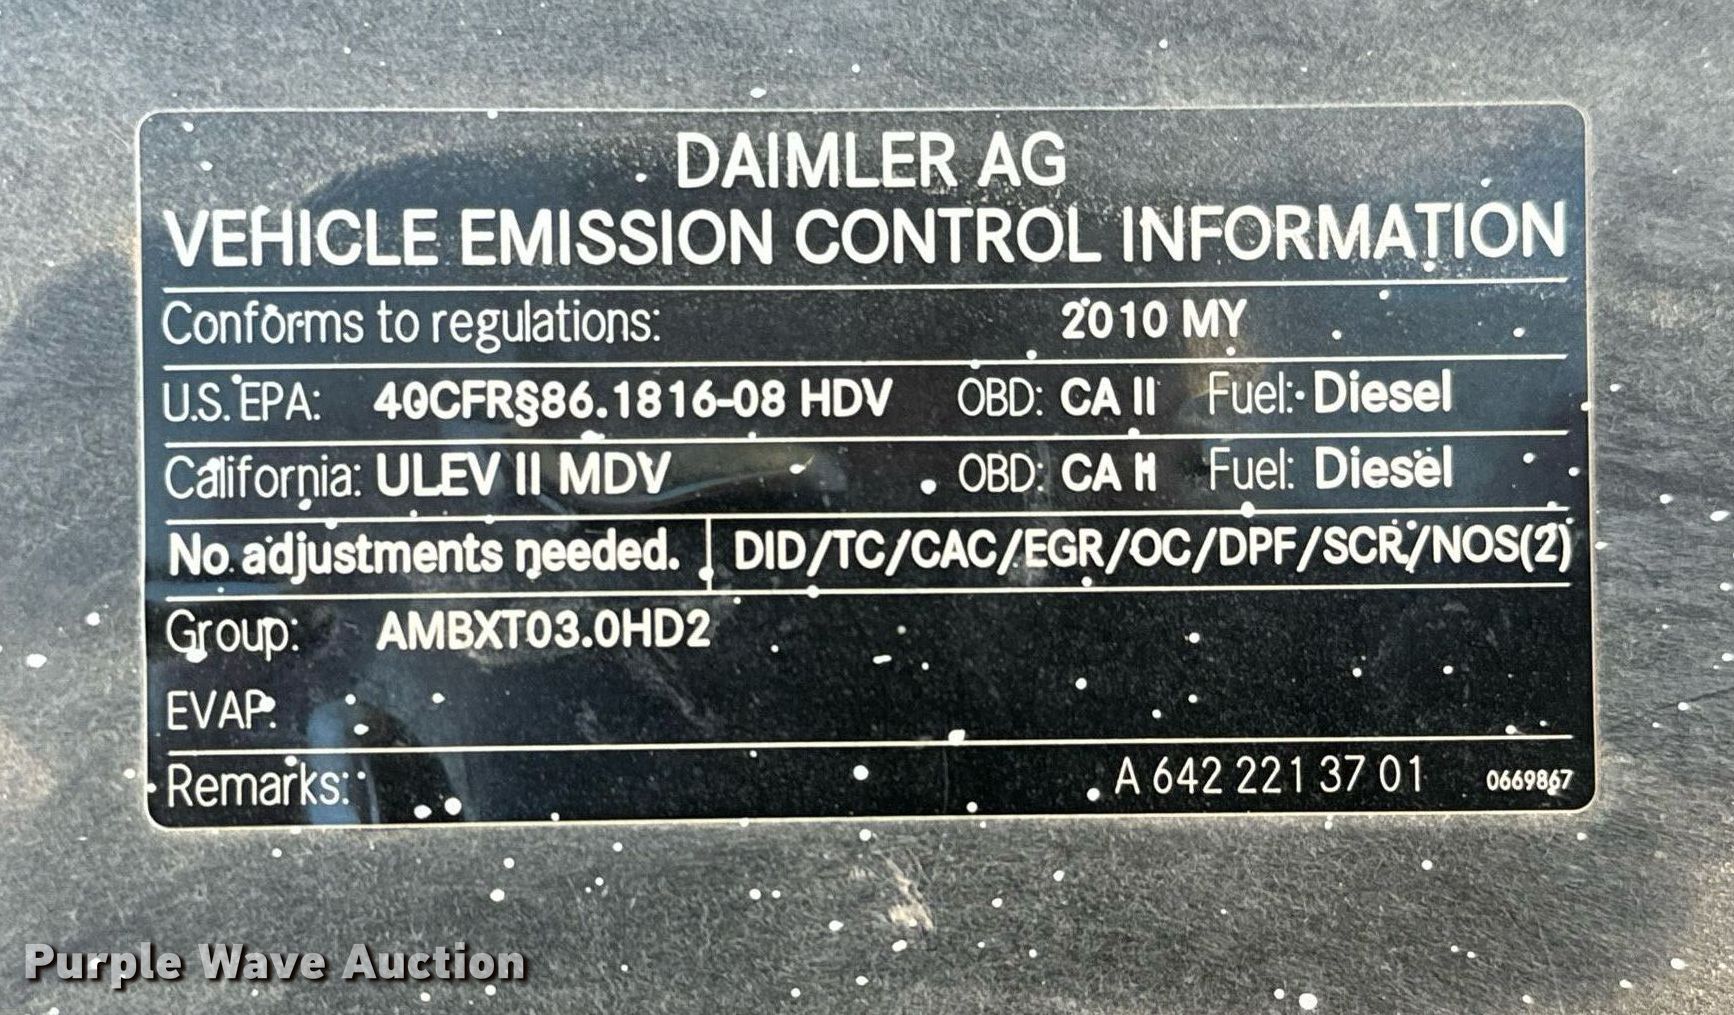 DAIMLER AG
VEHICLE EMISSION CONTROL INFORMATION
Conforms to regulations: 2010 MY
U.S. EPA: 40CFR§86.1816-08 HDV OBD: CA II Fuel: Diesel
California: ULEV II MDV OBD: CA II Fuel: Diesel
No adjustments needed. DID/TC/CAC/EGR/OC/DPF/SCR/NOS(2)
Group: AMBXT03.0HD2
EVAP:
Remarks: A 642 221 37 01 0669867
Purple Wave Auction